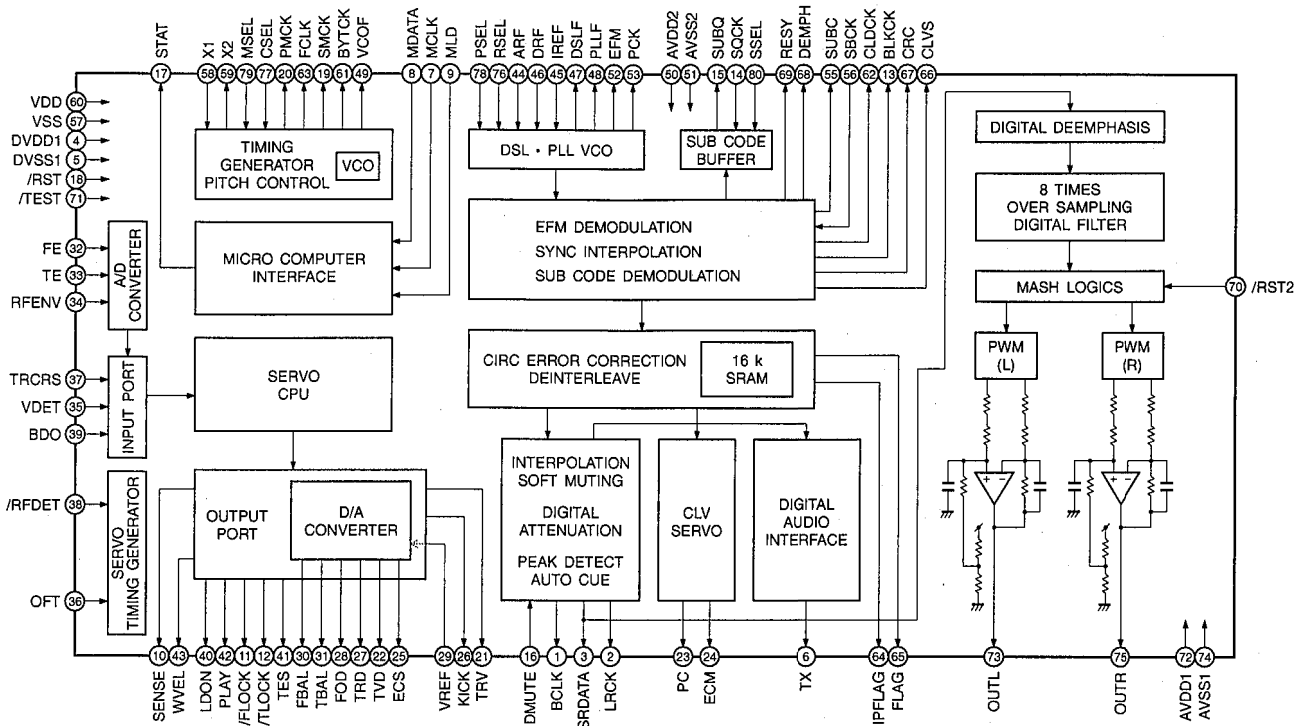 STAT
X1
X2
MSEL
CSEL
PMCK
FCLK
SMCK
BYTCK
VCOF
MDATA
MCLK
MLD
PSEL
RSEL
ARF
DRF
IREF
DSLF
PLLF
EFM
PCK
AVDD2
AVSS2
SUBQ
SQCK
SSEL
RESY
DEMPH
SUBC
SBCK
CLDCK
BLKCK
CRC
CLVS
17
58
59
79
77
20
63
19
61
49
8
7
9
78
76
44
46
45
47
48
52
53
50
51
15
14
80
69
68
55
56
62
13
67
66
VDD 60
VSS 57
DVDD1 4
DVSS1 5
/RST 18
/TEST 71
FE 32
TE 33
RFENV 34
TRCRS 37
VDET 35
BDO 39
/RFDET 38
OFT 36
A/D
CONVERTER
INPUT PORT
SERVO
TIMING GENERATOR
TIMING
GENERATOR
PITCH CONTROL
VCO
MICRO COMPUTER
INTERFACE
SERVO
CPU
OUTPUT
PORT
D/A
CONVERTER
DSL • PLL VCO
SUB CODE
BUFFER
EFM DEMODULATION
SYNC INTERPOLATION
SUB CODE DEMODULATION
CIRC ERROR CORRECTION
DEINTERLEAVE
16 k
SRAM
INTERPOLATION
SOFT MUTING
DIGITAL
ATTENUATION
PEAK DETECT
AUTO CUE
CLV
SERVO
DIGITAL
AUDIO
INTERFACE
DIGITAL DEEMPHASIS
8 TIMES
OVER SAMPLING
DIGITAL FILTER
MASH LOGICS
70 /RST2
PWM
(L)
PWM
(R)
+ −
+ −
10
43
40
42
11
12
41
30
31
28
27
22
25
29
26
21
16
1
3
2
23
24
6
64
65
73
75
72
74
SENSE
WVEL
LDON
PLAY
/FLOCK
/TLOCK
TES
FBAL
TBAL
FOD
TRD
TVD
ECS
VREF
KICK
TRV
DMUTE
BCLK
SRDATA
LRCK
PC
ECM
TX
IPFLAG
FLAG
OUTL
OUTR
AVDD1
AVSS1